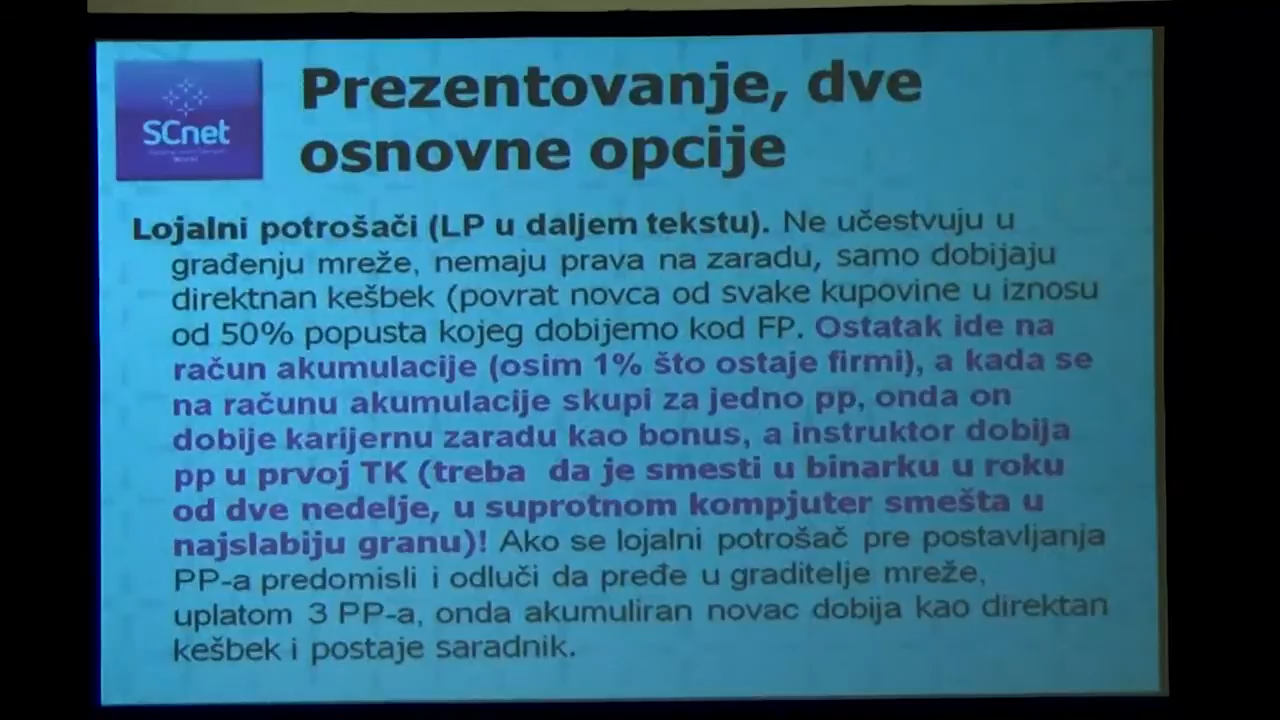 Prezentovanje, dve
osnovne opcije
SCnet
Lojalni potrošači (LP u daljem tekstu). Ne učestvuju u
građenju mreže, nemaju prava na zaradu, samo dobijaju
direktnan kešbek (povrat novca od svake kupovine u iznosu
od 50% popusta kojeg dobijemo kod FP. Ostatak ide na
račun akumulacije (osim 1% što ostaje firmi), a kada se
na računu akumulacije skupi za jedno pp, onda on
dobije karijernu zaradu kao bonus, a instruktor dobija
pp u prvoj TK (treba da je smesti u binarku u roku
od dve nedelje, u suprotnom kompjuter smešta u
najslabiju granu)! Ako se lojalni potrošač pre postavljanja
PP-a predomisli i odluči da pređe u graditelje mreže,
uplatom 3 PP-a, onda akumuliran novac dobija kao direktan
kešbek i postaje saradnik.